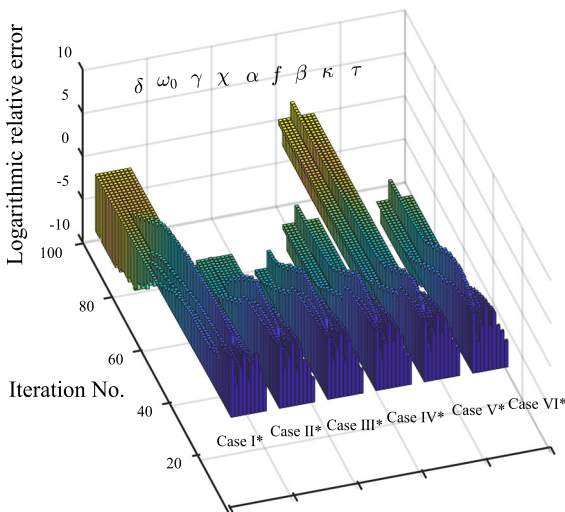 Logarithmic relative error
10
5
0
-5
-10
δ ω0 γ χ α f β κ τ
100
80
60
40
20
Iteration No.
Case I* Case II* Case III* Case IV* Case V* Case VI*